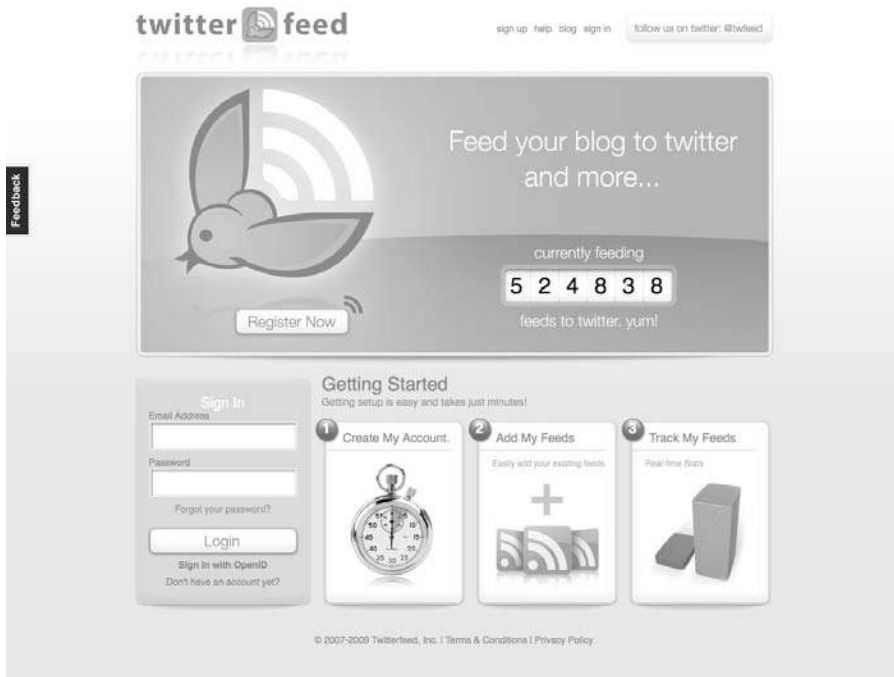 twitter feed
sign up help blog sign in follow us on twitter: @twfeed
Feedback
Feed your blog to twitter
and more...
currently feeding
5 2 4 8 3 8
feeds to twitter, yum!
Register Now
Sign In
Email Address
Password
Forgot your password?
Login
Sign in with OpenID
Don't have an account yet?
Getting Started
Getting setup is easy and takes just minutes!
1 Create My Account.
2 Add My Feeds
Easily add your existing feeds
3 Track My Feeds
Real-time Stats
© 2007-2009 Twitterfeed, Inc. | Terms & Conditions | Privacy Policy